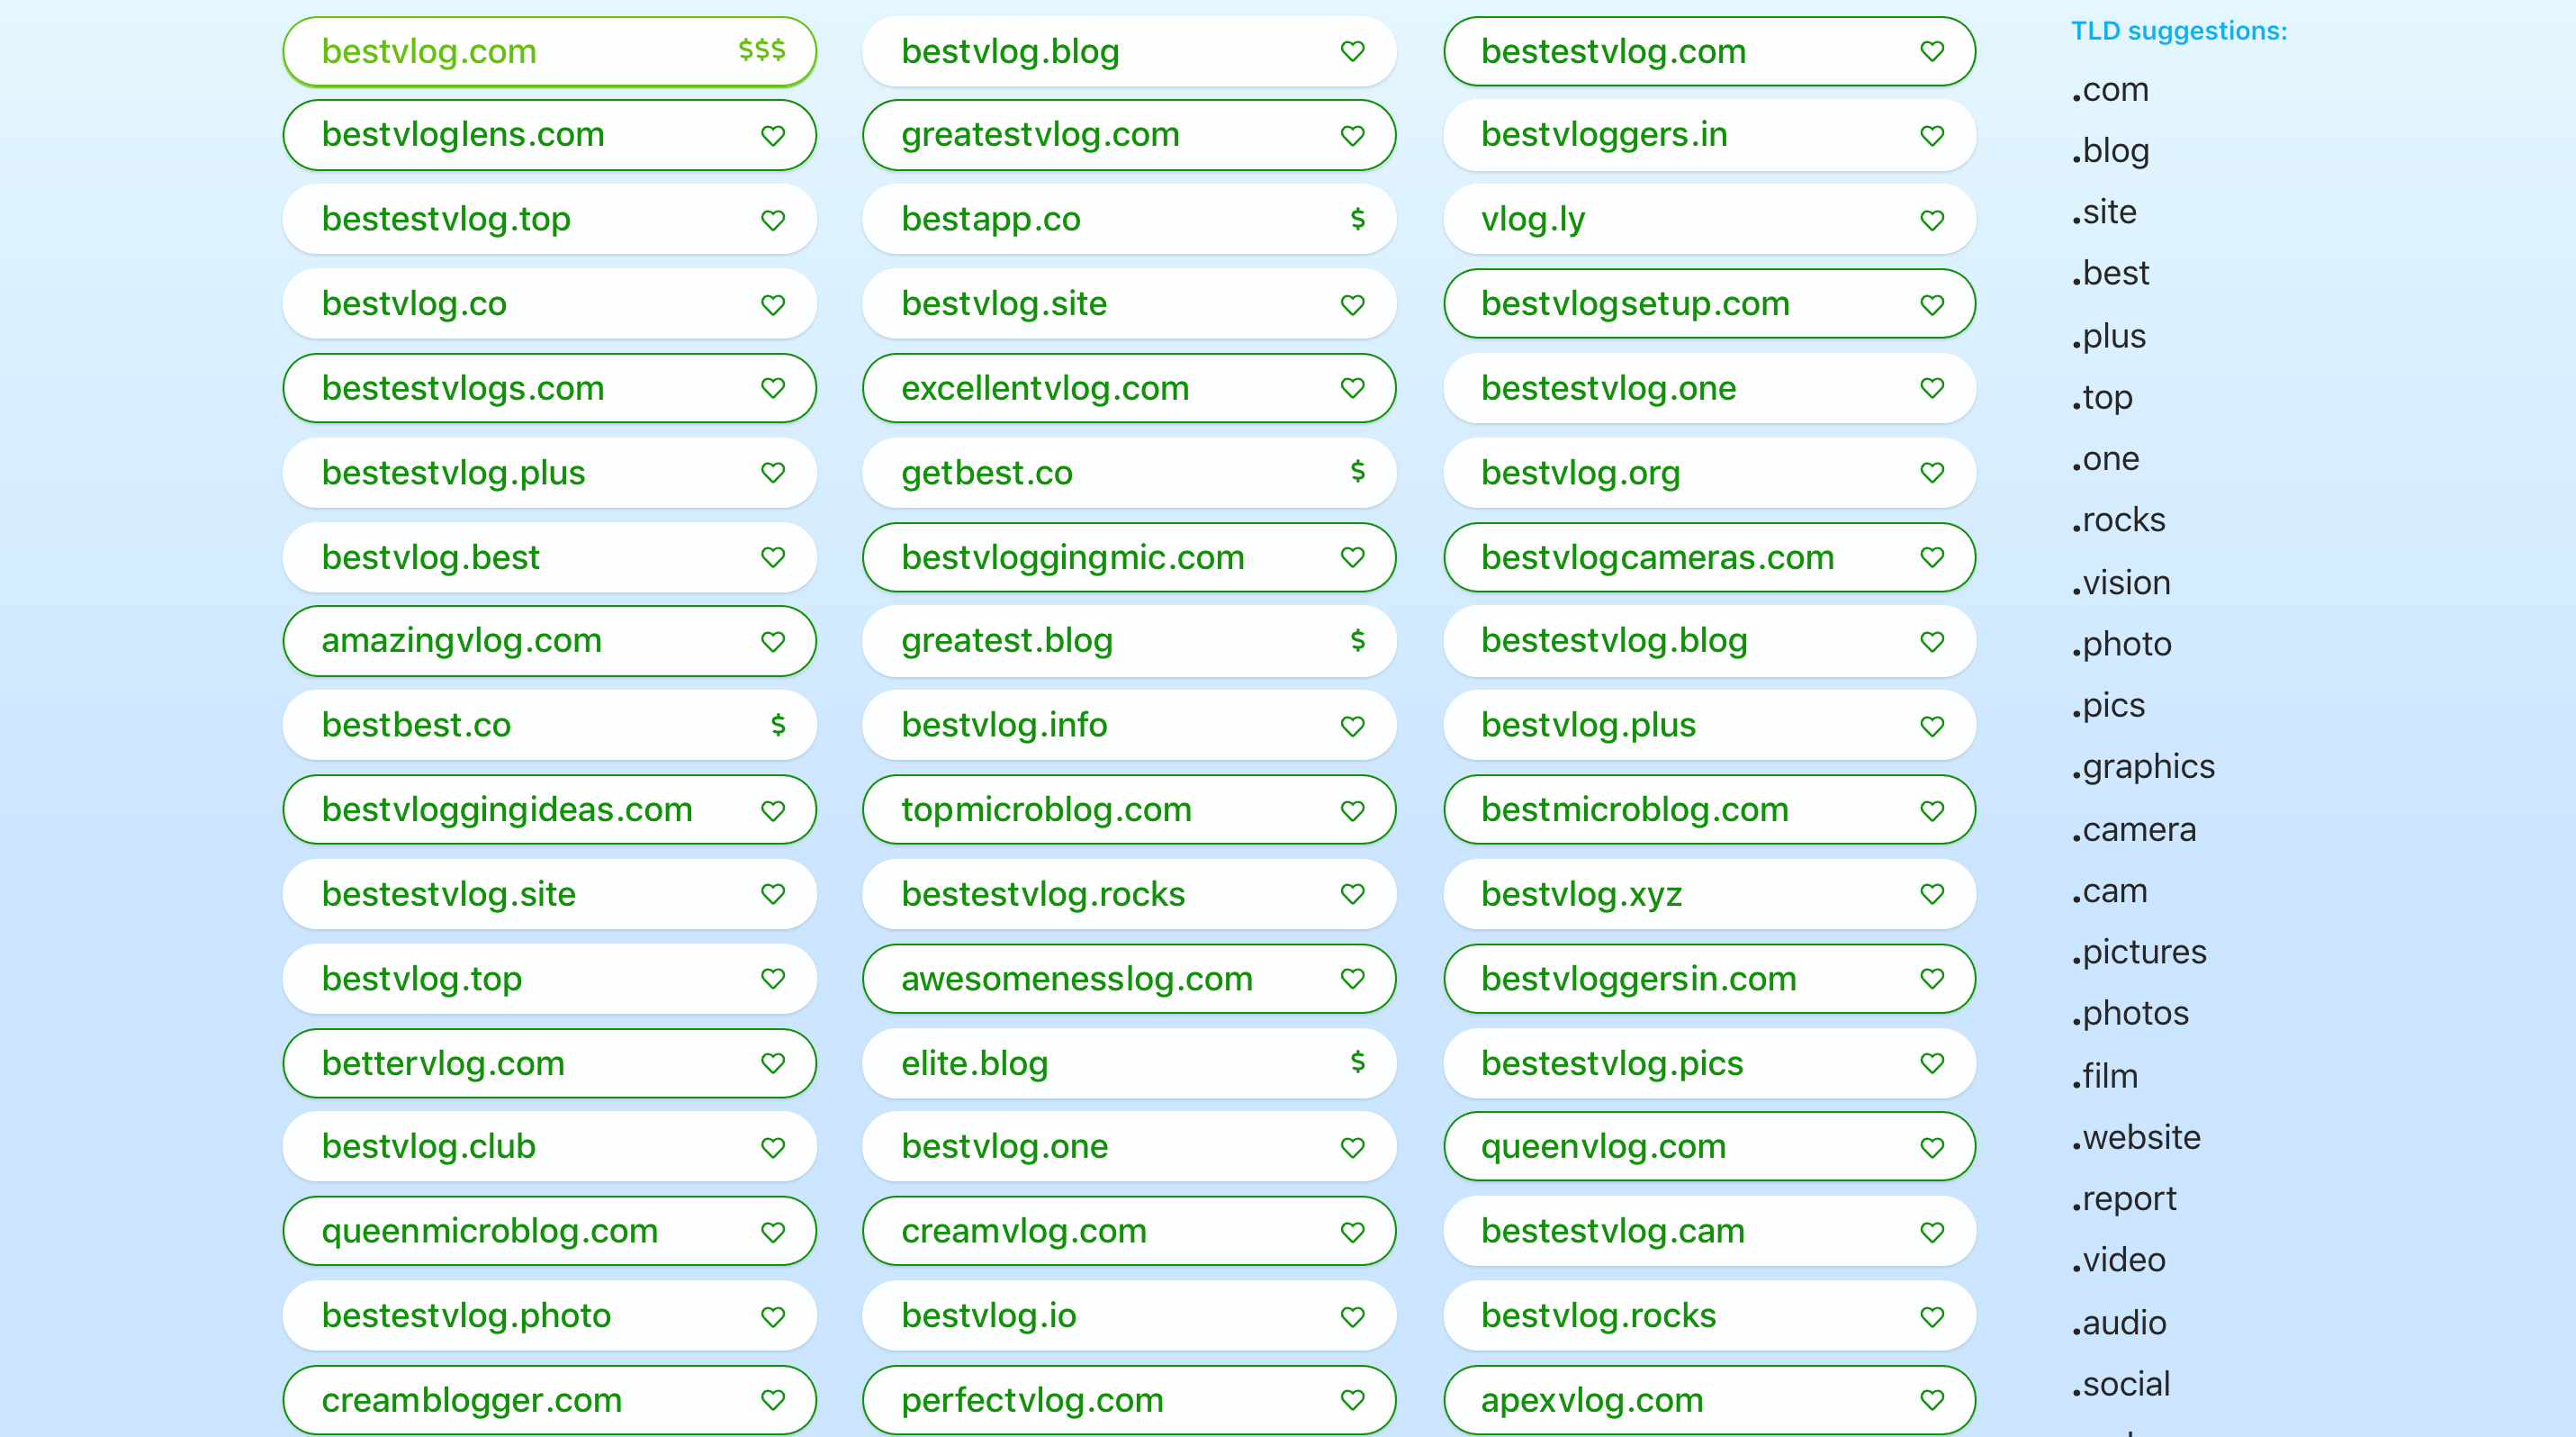 bestvlog.com $$$
bestvlog.blog
bestestvlog.com
bestvloglens.com
greatestvlog.com
bestvloggers.in
bestestvlog.top
bestapp.co $
vlog.ly
bestvlog.co
bestvlog.site
bestvlogsetup.com
bestestvlogs.com
excellentvlog.com
bestestvlog.one
bestestvlog.plus
getbest.co $
bestvlog.org
bestvlog.best
bestvloggingmic.com
bestvlogcameras.com
amazingvlog.com
greatest.blog $
bestestvlog.blog
bestbest.co $
bestvlog.info
bestvlog.plus
bestvloggingideas.com
topmicroblog.com
bestmicroblog.com
bestestvlog.site
bestestvlog.rocks
bestvlog.xyz
bestvlog.top
awesomenesslog.com
bestvloggersin.com
bettervlog.com
elite.blog $
bestestvlog.pics
bestvlog.club
bestvlog.one
queenvlog.com
queenmicroblog.com
creamvlog.com
bestestvlog.cam
bestestvlog.photo
bestvlog.io
bestvlog.rocks
creamblogger.com
perfectvlog.com
apexvlog.com
TLD suggestions:
.com
.blog
.site
.best
.plus
.top
.one
.rocks
.vision
.photo
.pics
.graphics
.camera
.cam
.pictures
.photos
.film
.website
.report
.video
.audio
.social